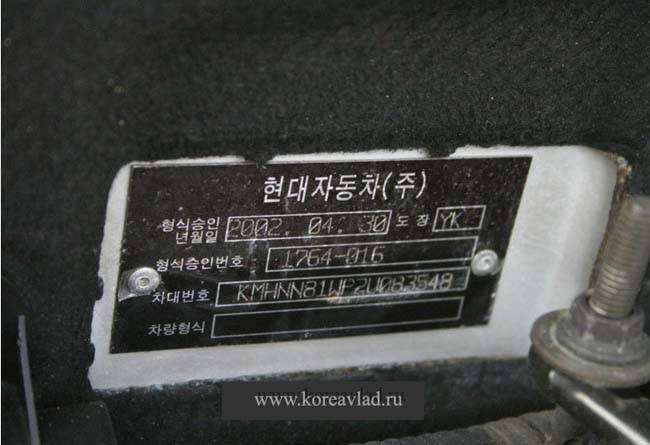 현대자동차(주)
형식승인
년월일 2002. 04. 30 도장 YK
형식승인번호 1764-016
차대번호 KMHNN81WP2U083548
차량형식
www.koreavlad.ru